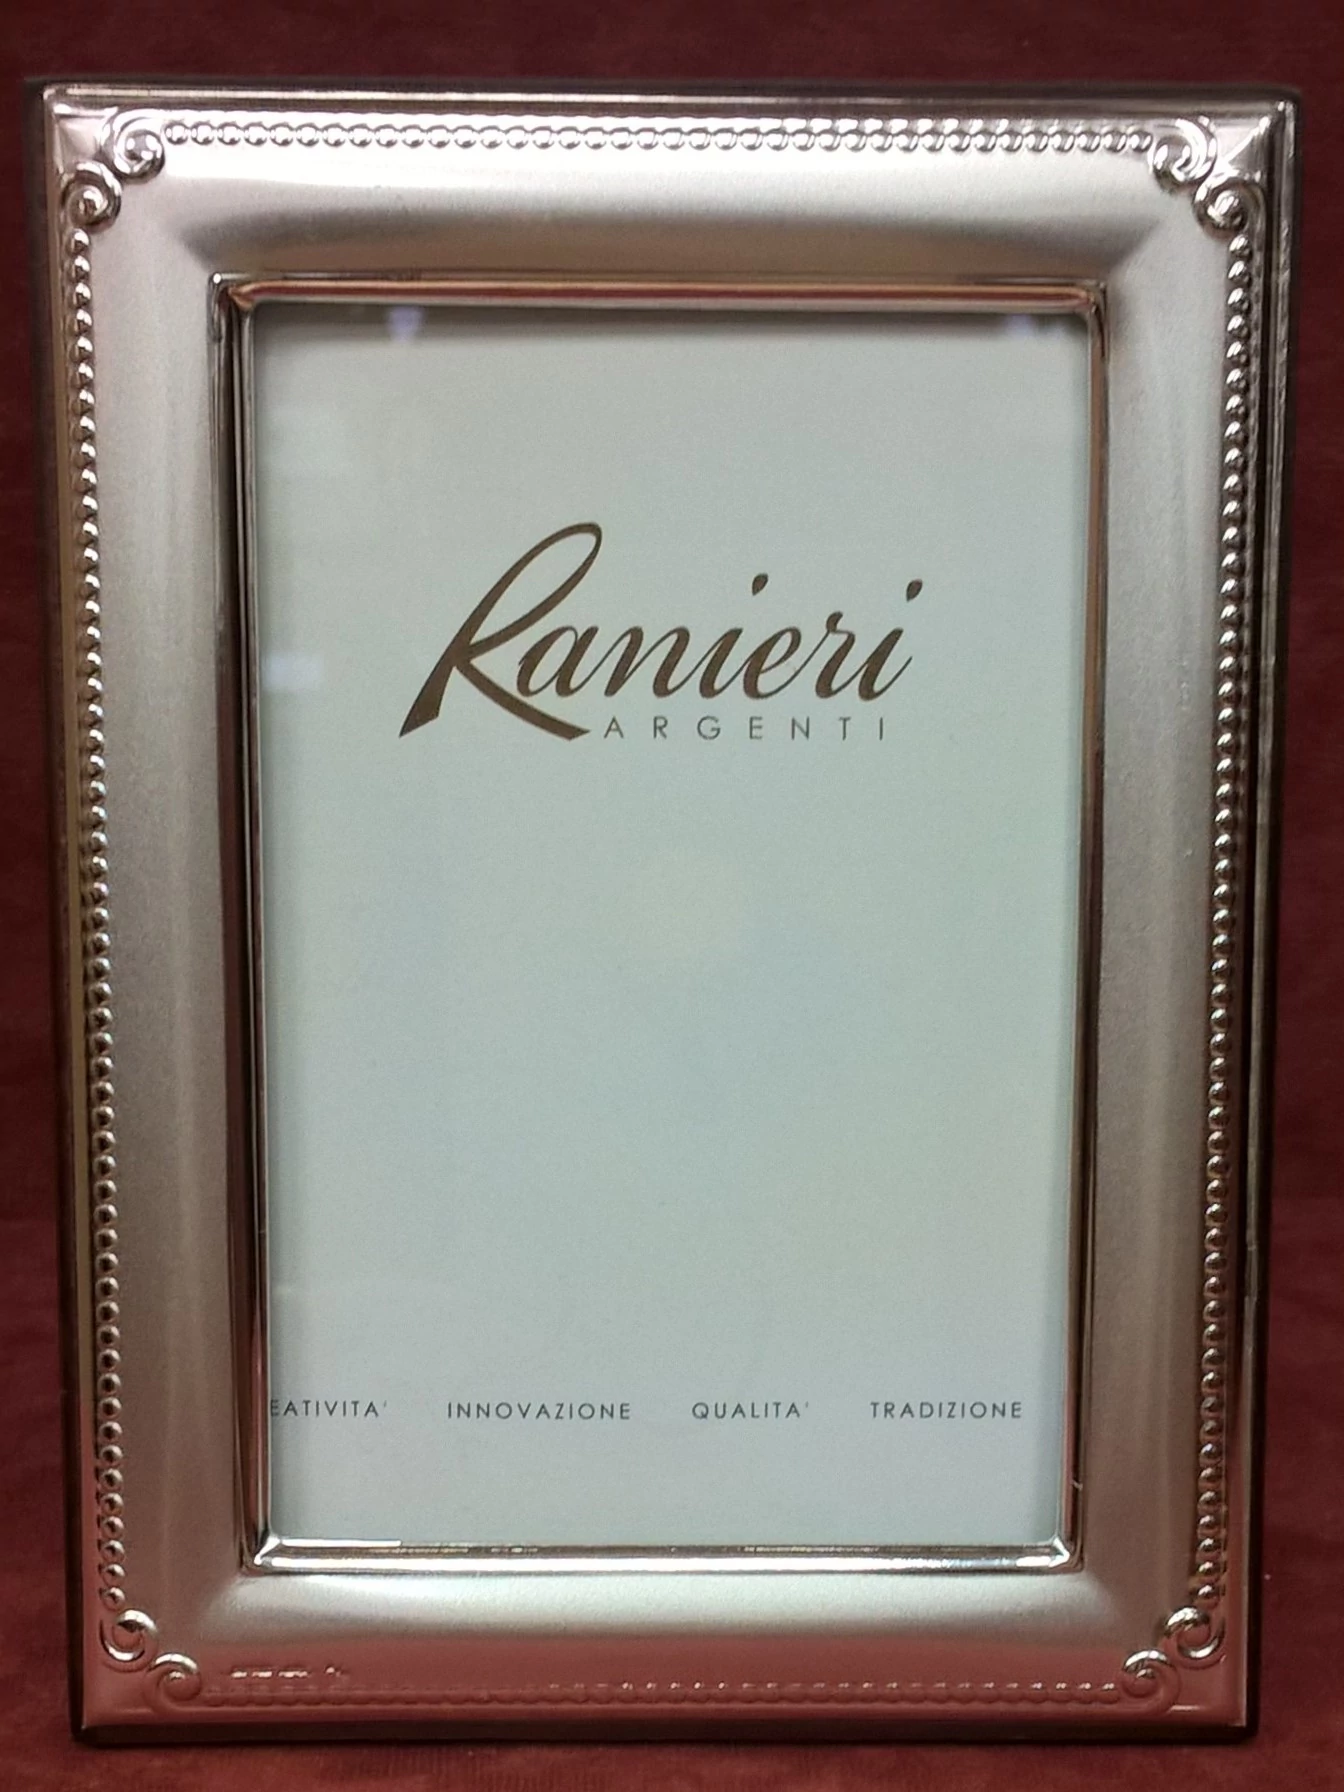 Ranieri
ARGENTI
EATIVITA' INNOVAZIONE QUALITA' TRADIZIONE